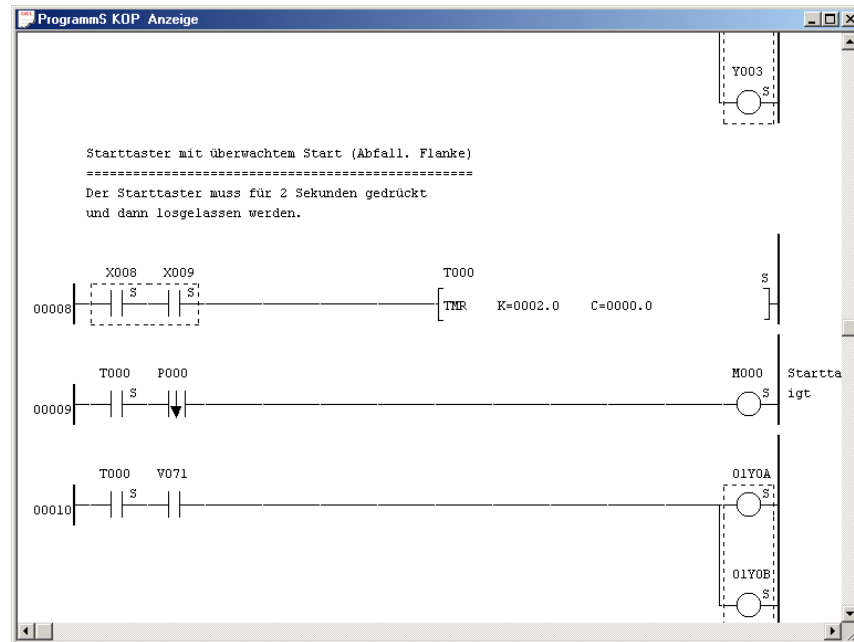 ProgrammS KOP Anzeige
Y003
S
Starttaster mit überwachtem Start (Abfall. Flanke)
==================================================
Der Starttaster muss für 2 Sekunden gedrückt
und dann losgelassen werden.
X008 X009 T000 S
S S
00008 TMR K=0002.0 C=0000.0
T000 P000 M000 Startta
S S igt
00009
T000 V071 01Y0A
S S
00010
01Y0B
S